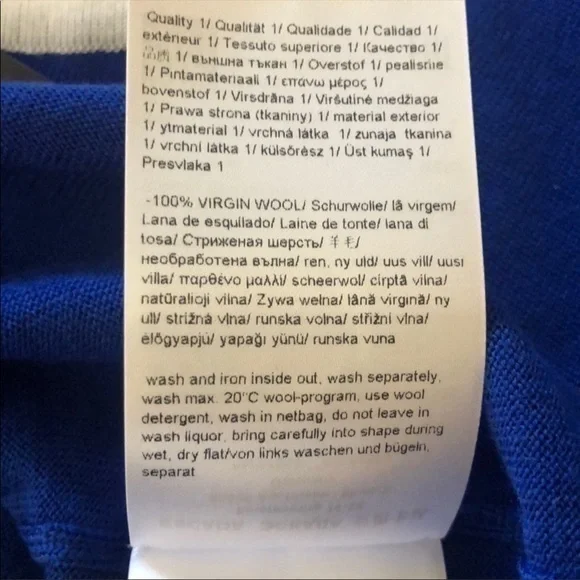 Quality 1/ Qualität 1/ Qualidade 1/ Calidad 1/
extérieur 1/ Tessuto superiore 1/ Качество 1/
品質 1/ външна тъкан 1/ Overstof 1/ pealisriie
1/ Pintamateriaali 1/ επάνω μέρος 1/
bovenstof 1/ Virsdrāna 1/ Viršutinė medžiaga
1/ Prawa strona (tkaniny) 1/ material exterior
1/ ytmaterial 1/ vrchná látka 1/ zunaja tkanina
1/ vrchní látka 1/ külsőrész 1/ Üst kumaş 1/
Presvlaka 1
-100% VIRGIN WOOL/ Schurwolle/ lã virgem/
Lana de esquilado/ Laine de tonte/ lana di
tosa/ Стриженая шерсть/ 羊毛/
необработена вълна/ ren, ny uld/ uus vill/ uusi
villa/ παρθένο μαλλί/ scheerwol/ cirptā vilna/
natūralioji vilna/ Zywa wełna/ lână virgină/ ny
ull/ strižná vlna/ runska volna/ střižní vlna/
élőgyapjú/ yapağı yünü/ runska vuna
wash and iron inside out, wash separately,
wash max. 20°C wool-program, use wool
detergent, wash in netbag, do not leave in
wash liquor, bring carefully into shape during
wet, dry flat/von links waschen und bügeln,
separat